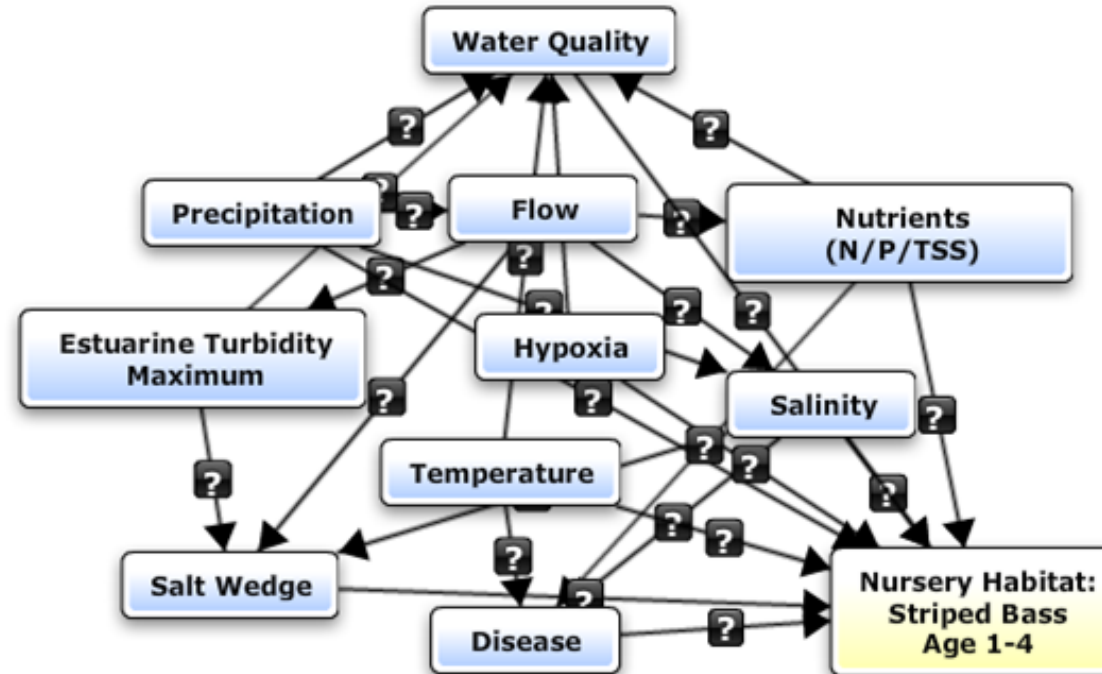 Water Quality
?
?
?
Precipitation
?
?
Flow
?
Nutrients
(N/P/TSS)
?
?
?
?
?
Estuarine Turbidity
Maximum
Hypoxia
?
?
Salinity
?
?
?
Temperature
?
?
?
?
?
?
Salt Wedge
?
Disease
?
Nursery Habitat:
Striped Bass
Age 1-4